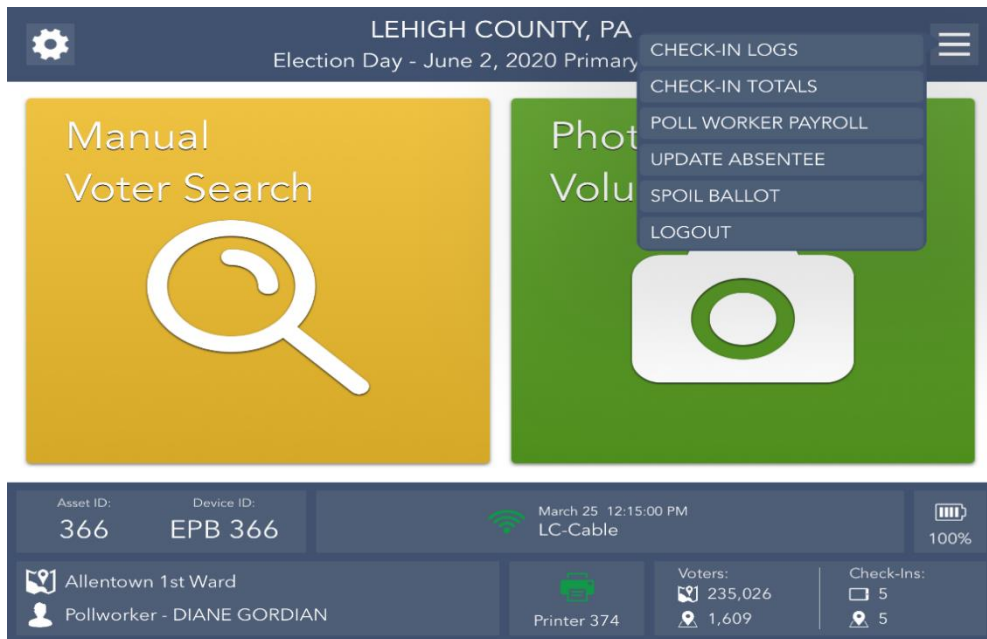 LEHIGH COUNTY, PA
Election Day - June 2, 2020 Primary
CHECK-IN LOGS
CHECK-IN TOTALS
POLL WORKER PAYROLL
UPDATE ABSENTEE
SPOIL BALLOT
LOGOUT
Manual
Voter Search
Phot
Volu
Asset ID:
366
Device ID:
EPB 366
March 25 12:15:00 PM
LC-Cable
100%
Allentown 1st Ward
Pollworker - DIANE GORDIAN
Printer 374
Voters:
235,026
1,609
Check-Ins:
5
5